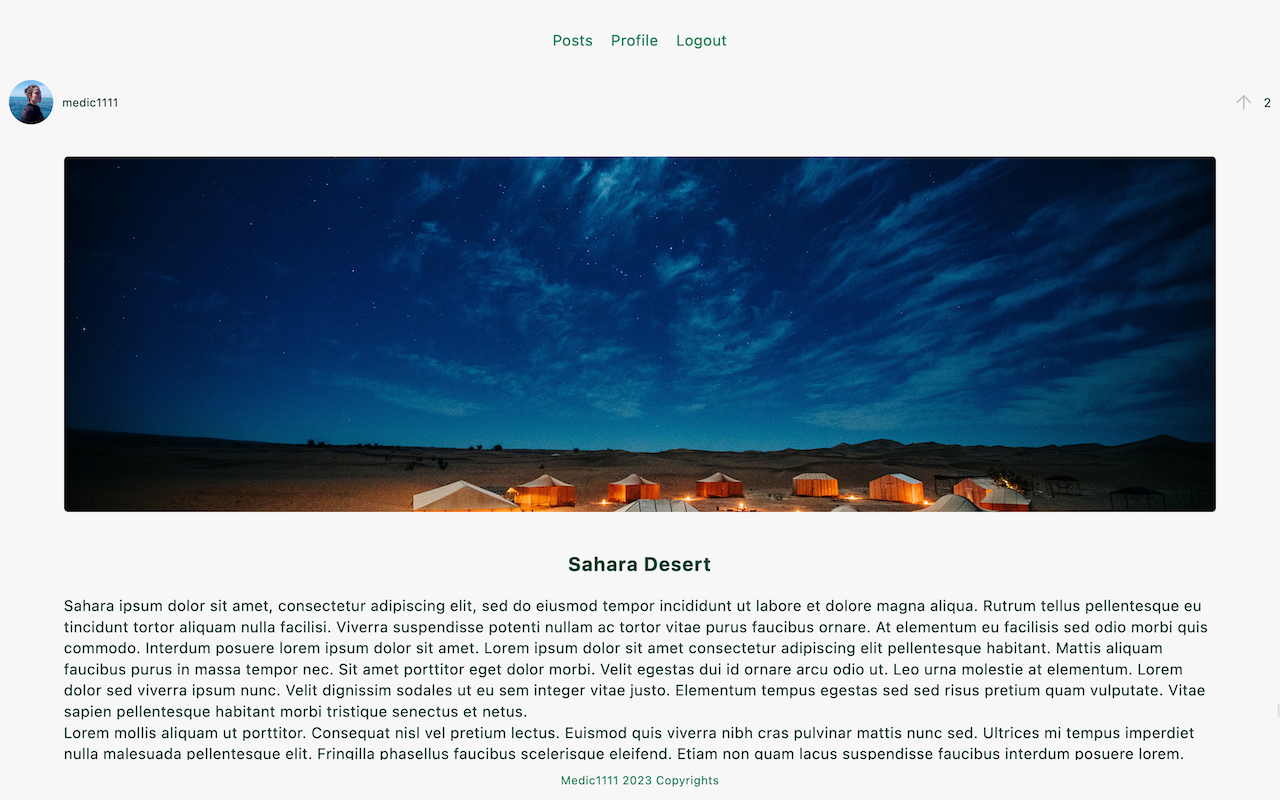 Posts Profile Logout
medic1111 2
Sahara Desert
Sahara ipsum dolor sit amet, consectetur adipiscing elit, sed do eiusmod tempor incididunt ut labore et dolore magna aliqua. Rutrum tellus pellentesque eu
tincidunt tortor aliquam nulla facilisi. Viverra suspendisse potenti nullam ac tortor vitae purus faucibus ornare. At elementum eu facilisis sed odio morbi quis
commodo. Interdum posuere lorem ipsum dolor sit amet. Lorem ipsum dolor sit amet consectetur adipiscing elit pellentesque habitant. Mattis aliquam
faucibus purus in massa tempor nec. Sit amet porttitor eget dolor morbi. Velit egestas dui id ornare arcu odio ut. Leo urna molestie at elementum. Lorem
dolor sed viverra ipsum nunc. Velit dignissim sodales ut eu sem integer vitae justo. Elementum tempus egestas sed sed risus pretium quam vulputate. Vitae
sapien pellentesque habitant morbi tristique senectus et netus.
Lorem mollis aliquam ut porttitor. Consequat nisl vel pretium lectus. Euismod quis viverra nibh cras pulvinar mattis nunc sed. Ultrices mi tempus imperdiet
nulla malesuada pellentesque elit. Fringilla phasellus faucibus scelerisque eleifend. Etiam non quam lacus suspendisse faucibus interdum posuere lorem.
Medic1111 2023 Copyrights